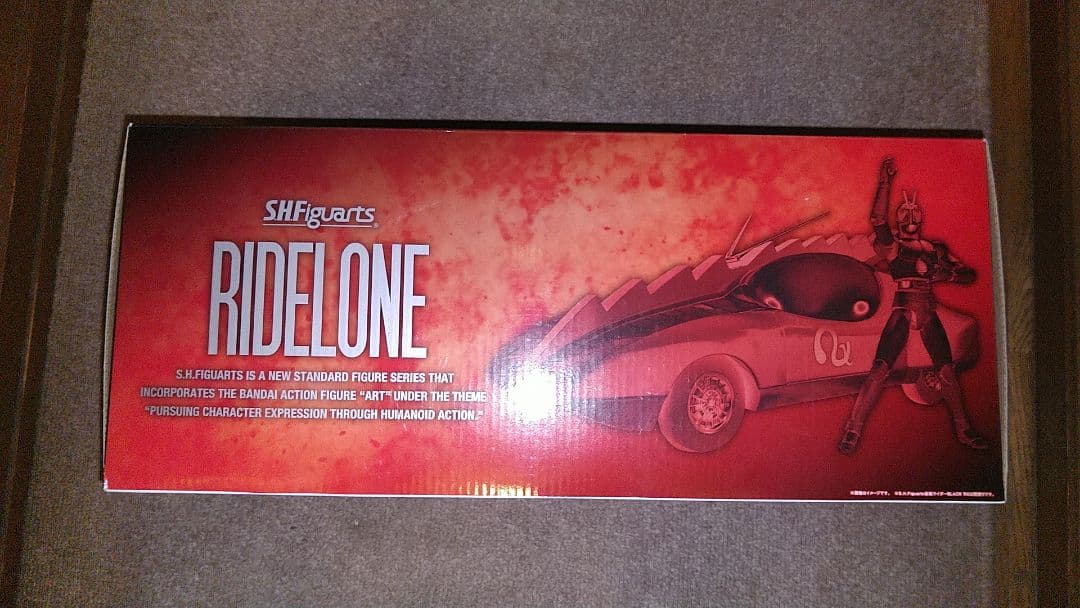 S.H.Figuarts
RIDELONE
S.H.FIGUARTS IS A NEW STANDARD FIGURE SERIES THAT
INCORPORATES THE BANDAI ACTION FIGURE “ART” UNDER THE THEME
“PURSUING CHARACTER EXPRESSION THROUGH HUMANOID ACTION.”